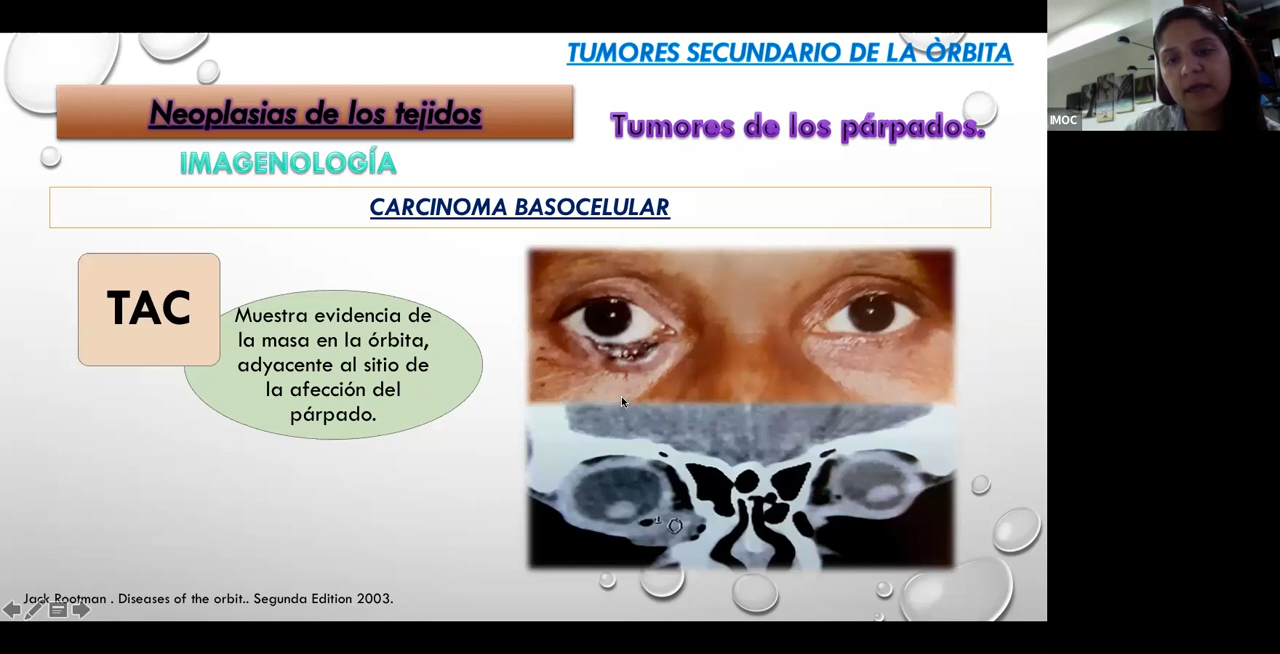 TUMORES SECUNDARIO DE LA ÒRBITA
Neoplasias de los tejidos
Tumores de los párpados.
IMAGENOLOGÍA
CARCINOMA BASOCELULAR
TAC
Muestra evidencia de
la masa en la órbita,
adyacente al sitio de
la afección del
párpado.
Jack Rootman . Diseases of the orbit.. Segunda Edition 2003.
IMOC